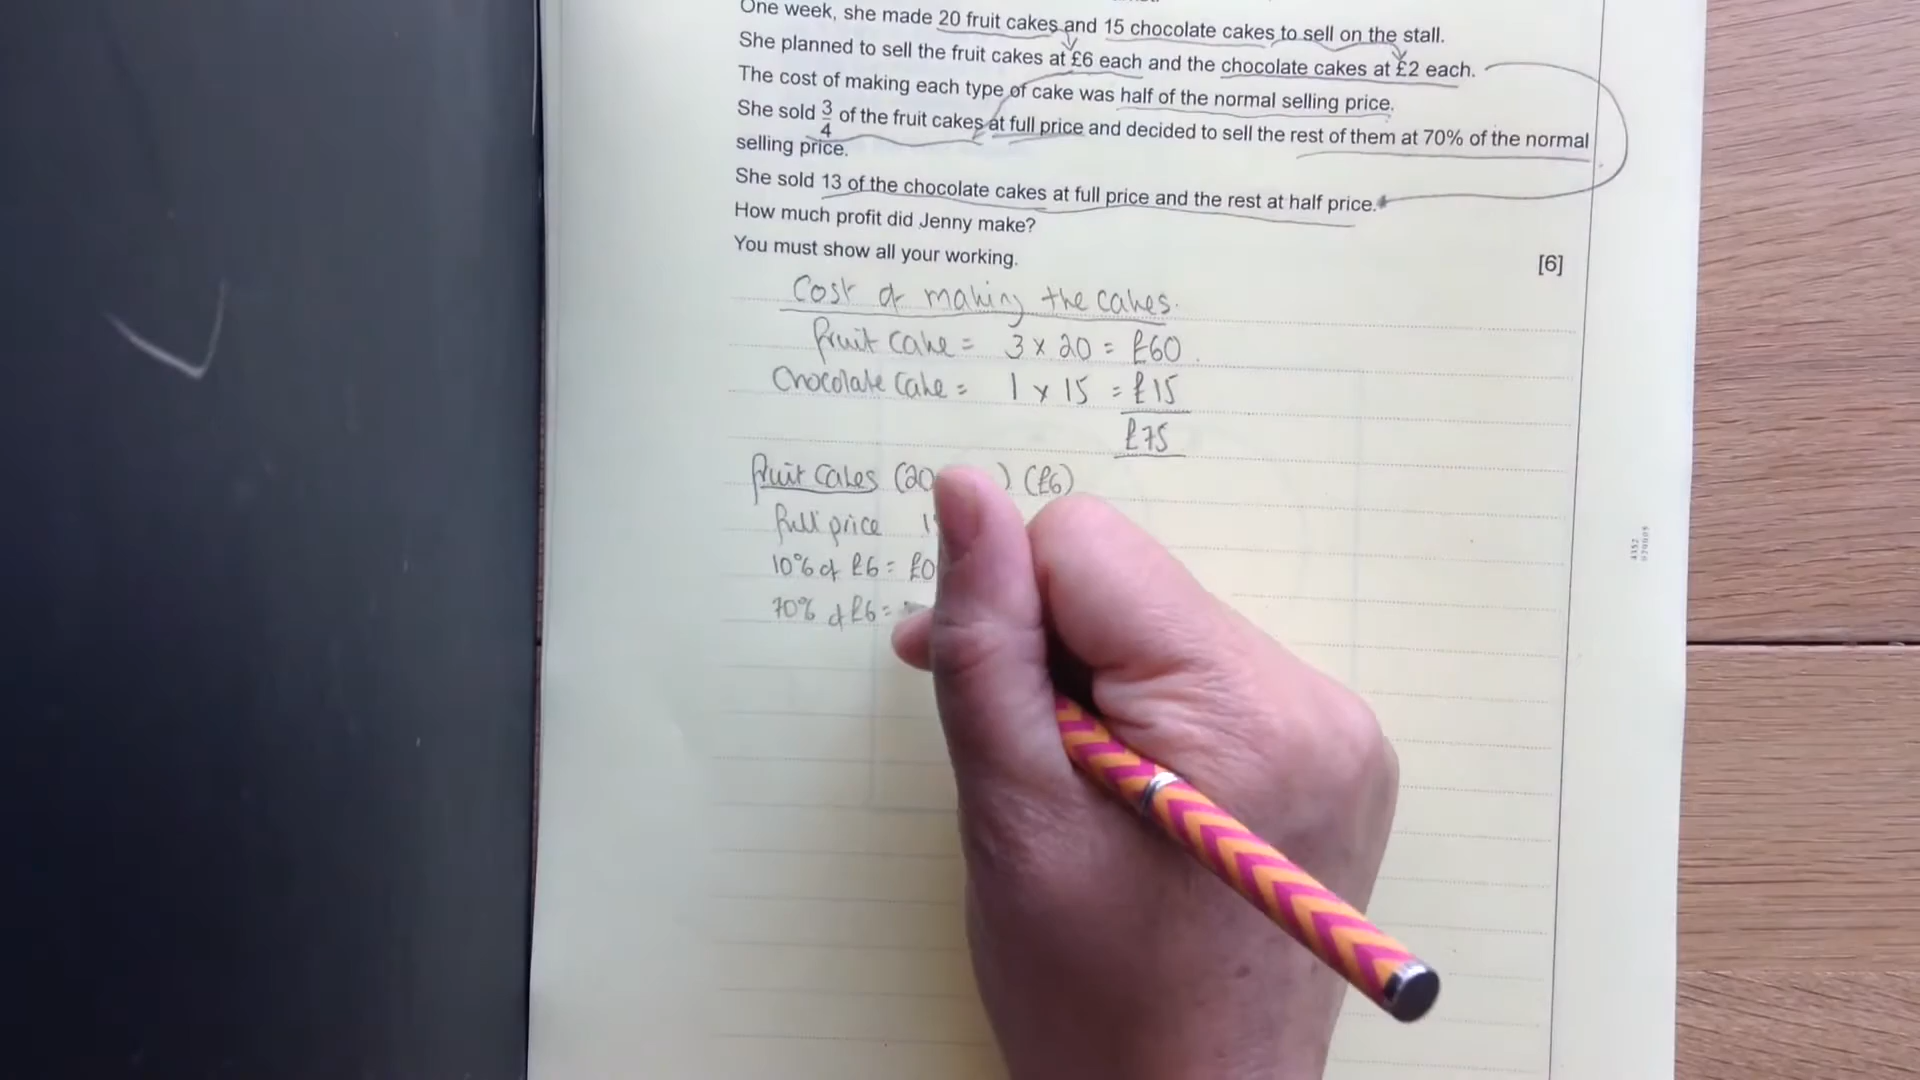 One week, she made 20 fruit cakes and 15 chocolate cakes to sell on the stall.
She planned to sell the fruit cakes at £6 each and the chocolate cakes at £2 each.
The cost of making each type of cake was half of the normal selling price.
She sold 3/4 of the fruit cakes at full price and decided to sell the rest of them at 70% of the normal
selling price.
She sold 13 of the chocolate cakes at full price and the rest at half price.
How much profit did Jenny make?
You must show all your working.
[6]
Cost of making the cakes.
fruit cake = 3 x 20 = £60
Chocolate Cake = 1 x 15 = £15
£75
fruit cakes (20 ) (£6)
full price
10% of £6 = £0
70% of £6 =